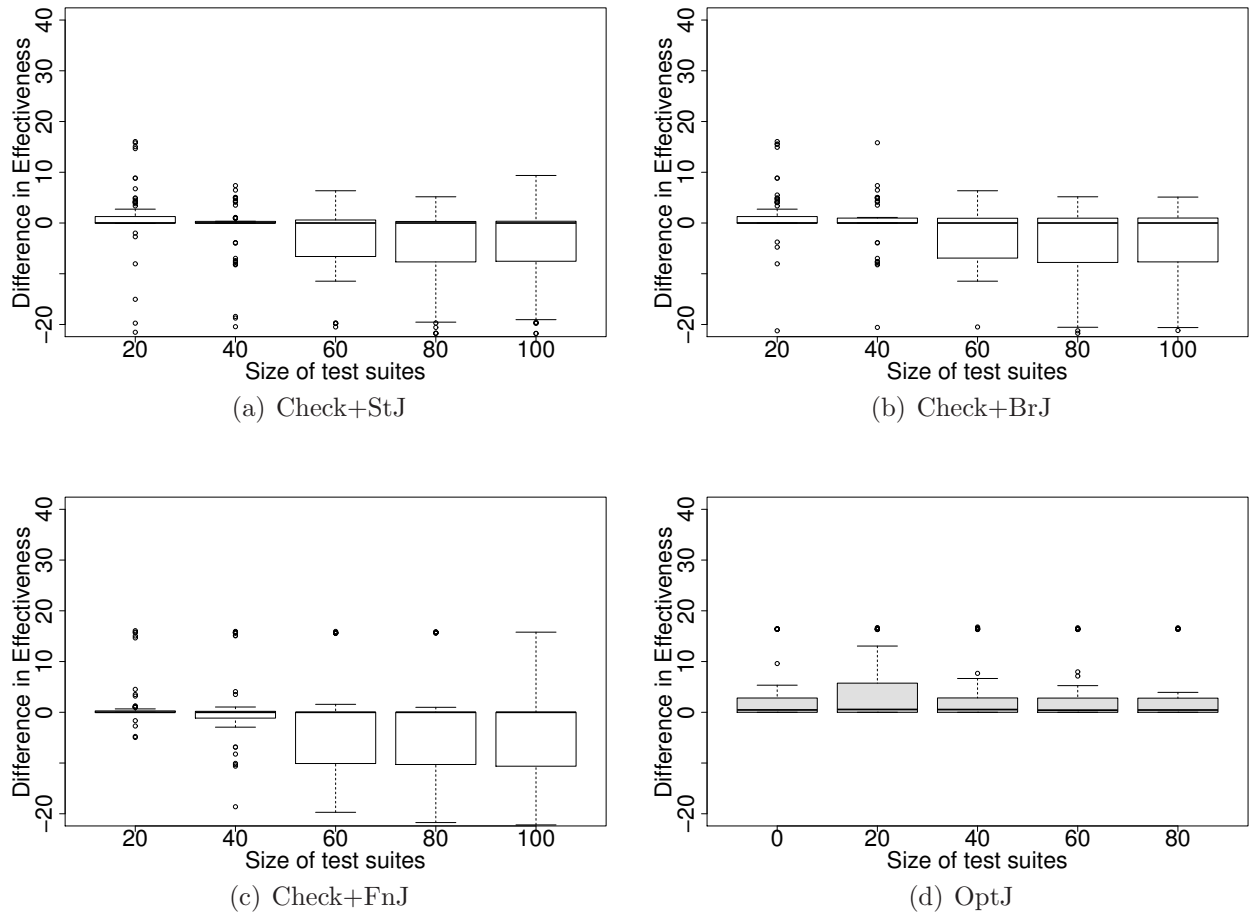 40
30
20
10
0
−20
Difference in Effectiveness
20 40 60 80 100
Size of test suites
(a) Check+StJ
40
30
20
10
0
−20
Difference in Effectiveness
20 40 60 80 100
Size of test suites
(b) Check+BrJ
40
30
20
10
0
−20
Difference in Effectiveness
20 40 60 80 100
Size of test suites
(c) Check+FnJ
40
30
20
10
0
−20
Difference in Effectiveness
0 20 40 60 80
Size of test suites
(d) OptJ